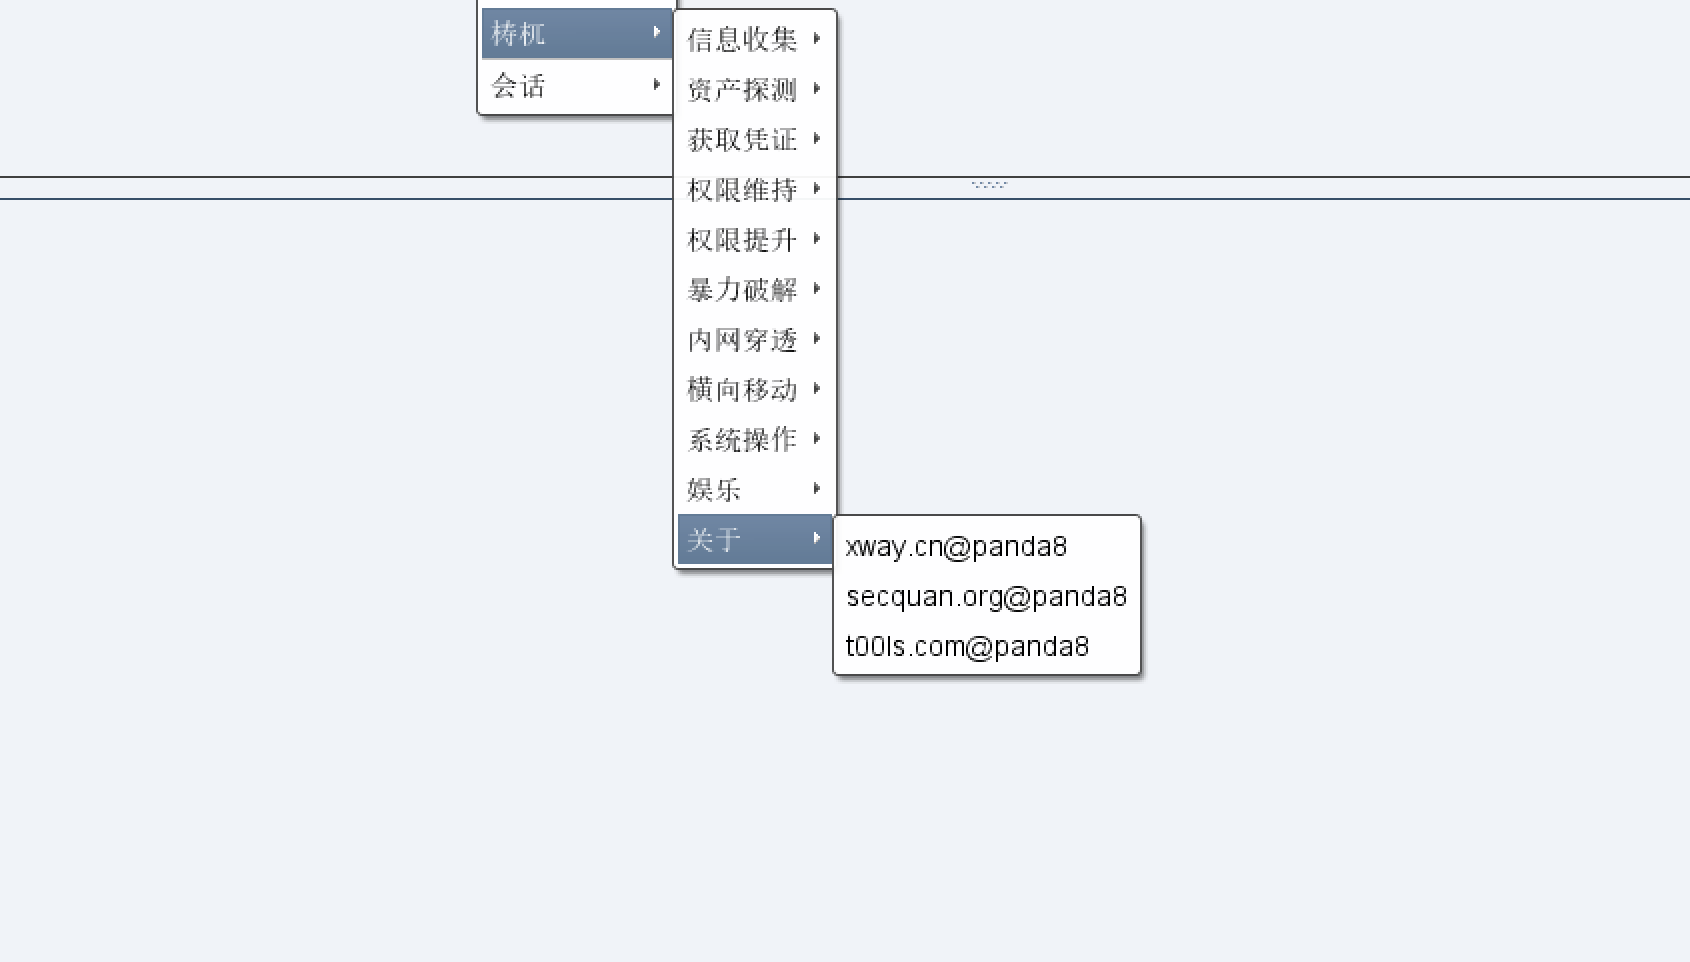 梼杌
会话
信息收集
资产探测
获取凭证
权限维持
权限提升
暴力破解
内网穿透
横向移动
系统操作
娱乐
关于
xway.cn@panda8
secquan.org@panda8
t00ls.com@panda8